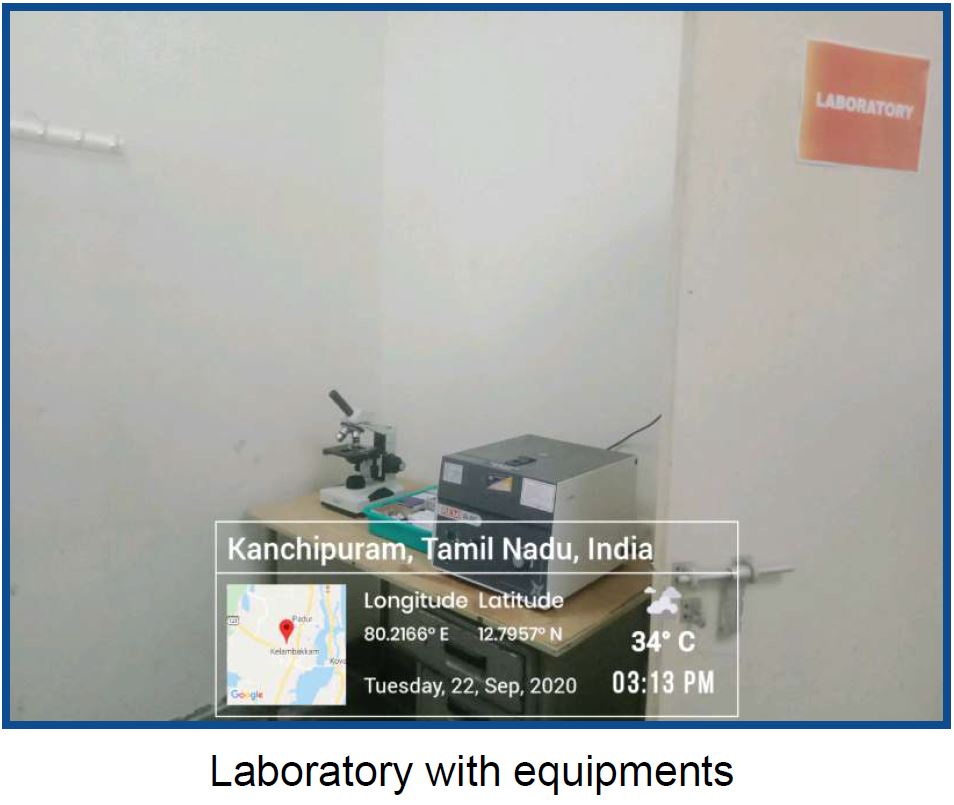 LABORATORY
Kanchipuram, Tamil Nadu, India
Longitude Latitude
80.2166° E 12.7957° N
Tuesday, 22, Sep, 2020
34° C
03:13 PM
Padur
Kelambakkam
Google
Laboratory with equipments